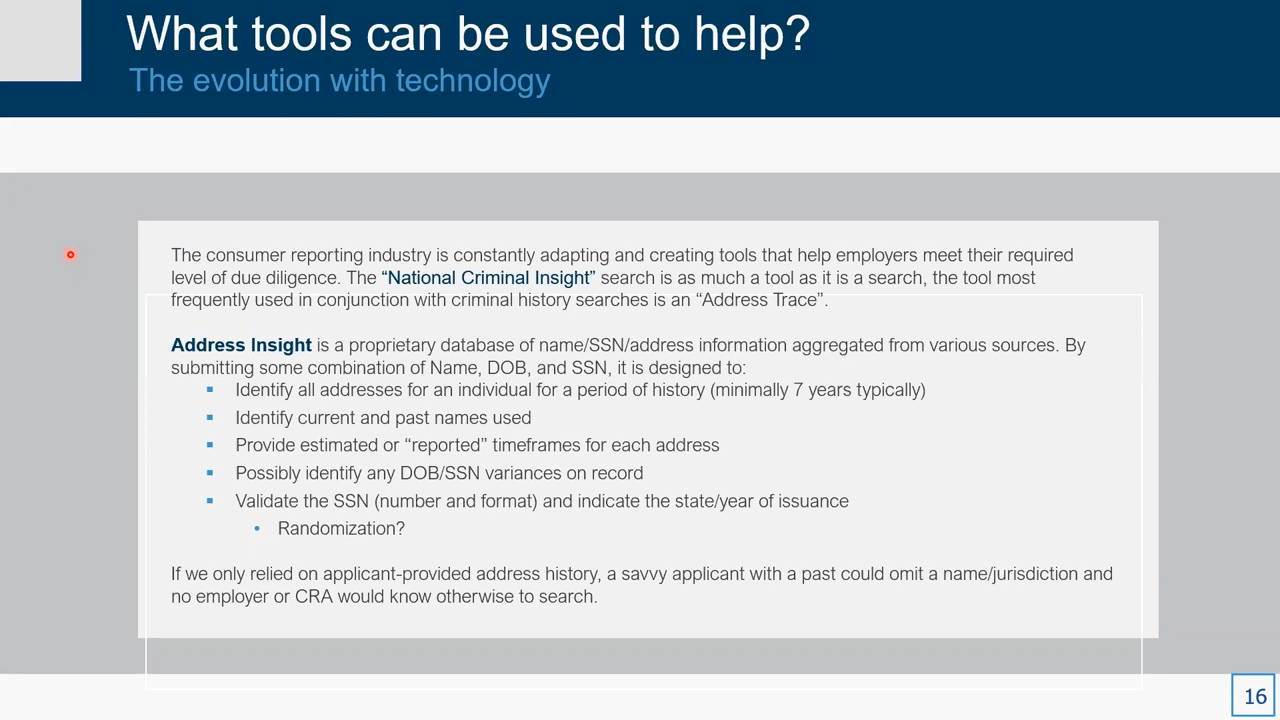 What tools can be used to help?
The evolution with technology
The consumer reporting industry is constantly adapting and creating tools that help employers meet their required
level of due diligence. The “National Criminal Insight” search is as much a tool as it is a search, the tool most
frequently used in conjunction with criminal history searches is an “Address Trace”.
Address Insight is a proprietary database of name/SSN/address information aggregated from various sources. By
submitting some combination of Name, DOB, and SSN, it is designed to:
▪ Identify all addresses for an individual for a period of history (minimally 7 years typically)
▪ Identify current and past names used
▪ Provide estimated or “reported” timeframes for each address
▪ Possibly identify any DOB/SSN variances on record
▪ Validate the SSN (number and format) and indicate the state/year of issuance
• Randomization?
If we only relied on applicant-provided address history, a savvy applicant with a past could omit a name/jurisdiction and
no employer or CRA would know otherwise to search.
16